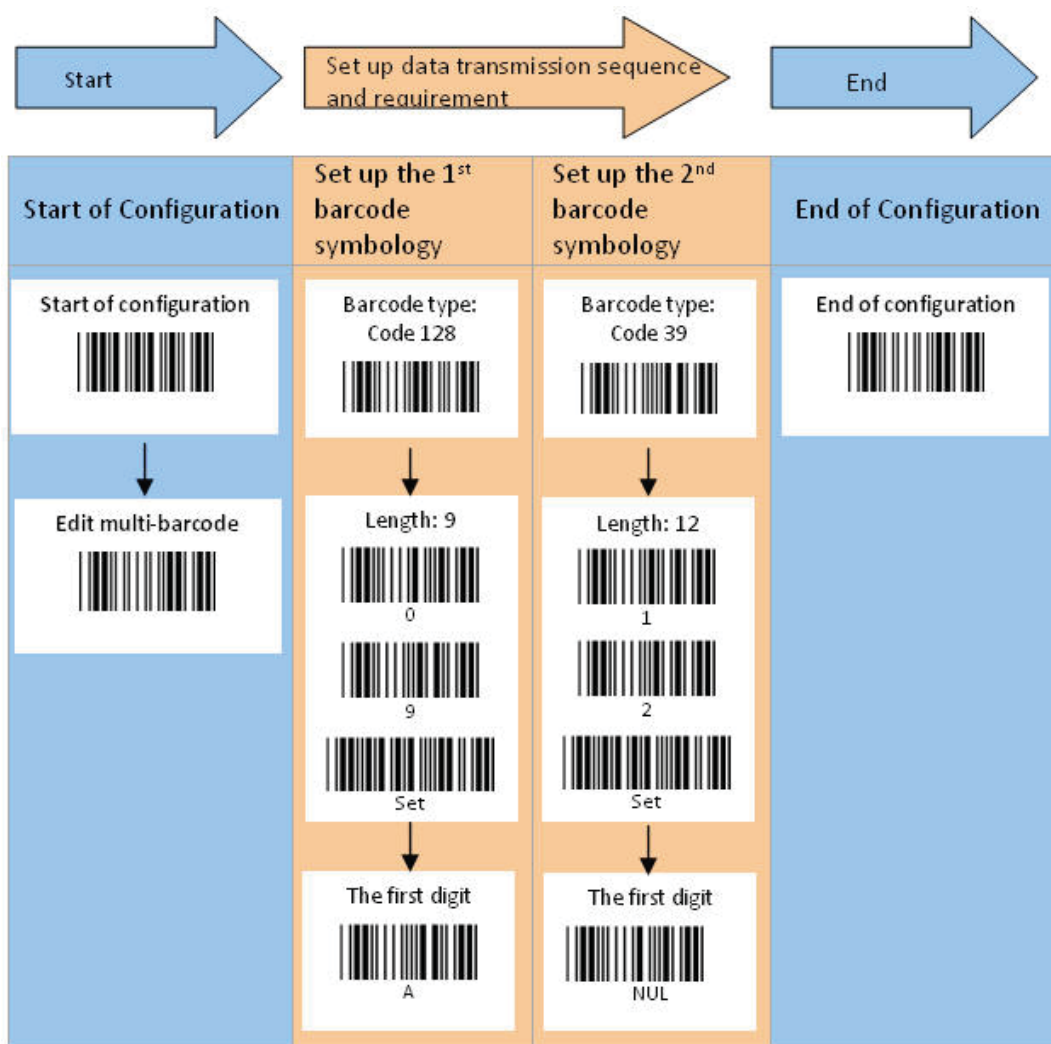 Start
Set up data transmission sequence
and requirement
End
Start of Configuration
Set up the 1st
barcode
symbology
Set up the 2nd
barcode
symbology
End of Configuration
Start of configuration
Edit multi-barcode
Barcode type:
Code 128
Length: 9
0
9
Set
The first digit
A
Barcode type:
Code 39
Length: 12
1
2
Set
The first digit
NUL
End of configuration